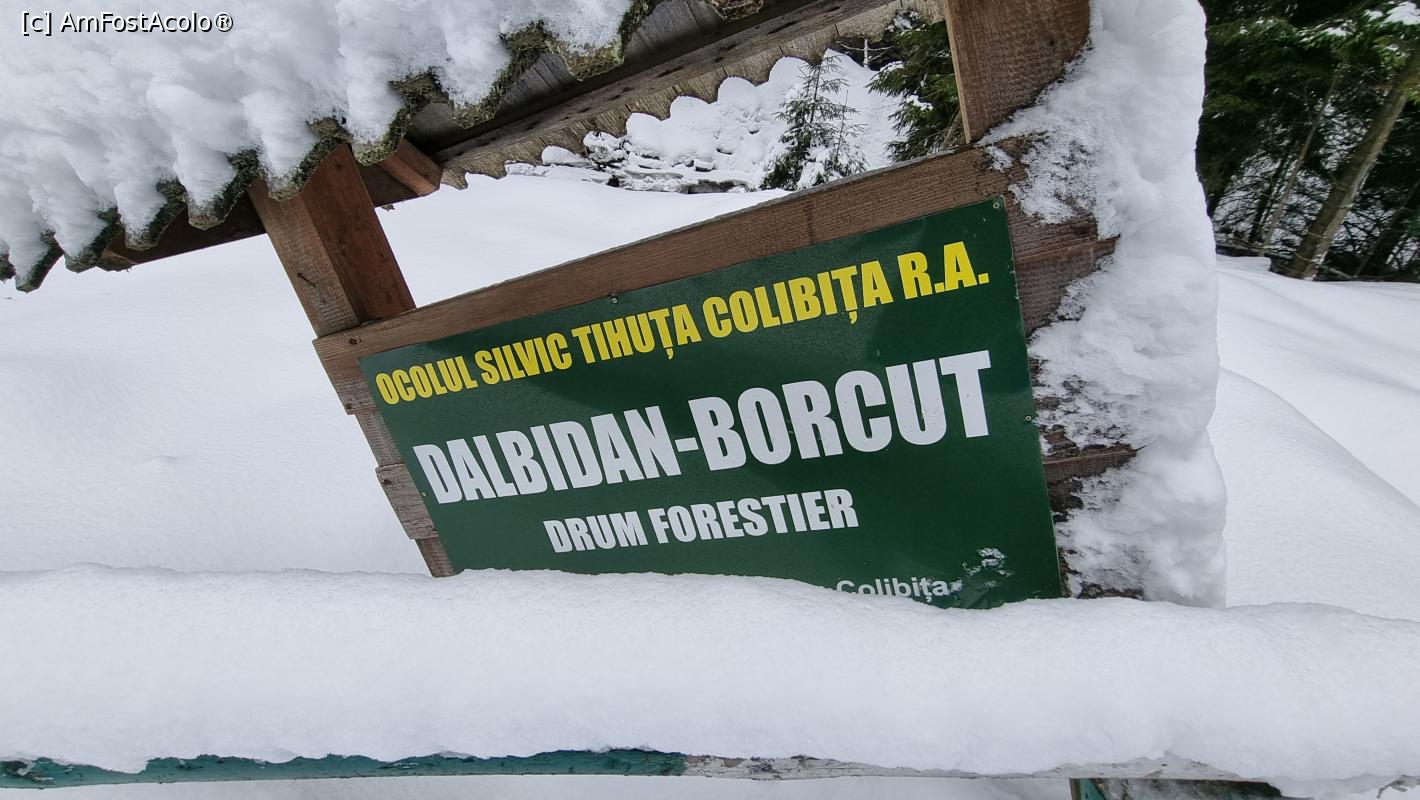 [c] AmFostAcolo®
OCOLUL SILVIC TIHUȚA COLIBIȚA R.A.
DALBIDAN-BORCUT
DRUM FORESTIER
Colibița